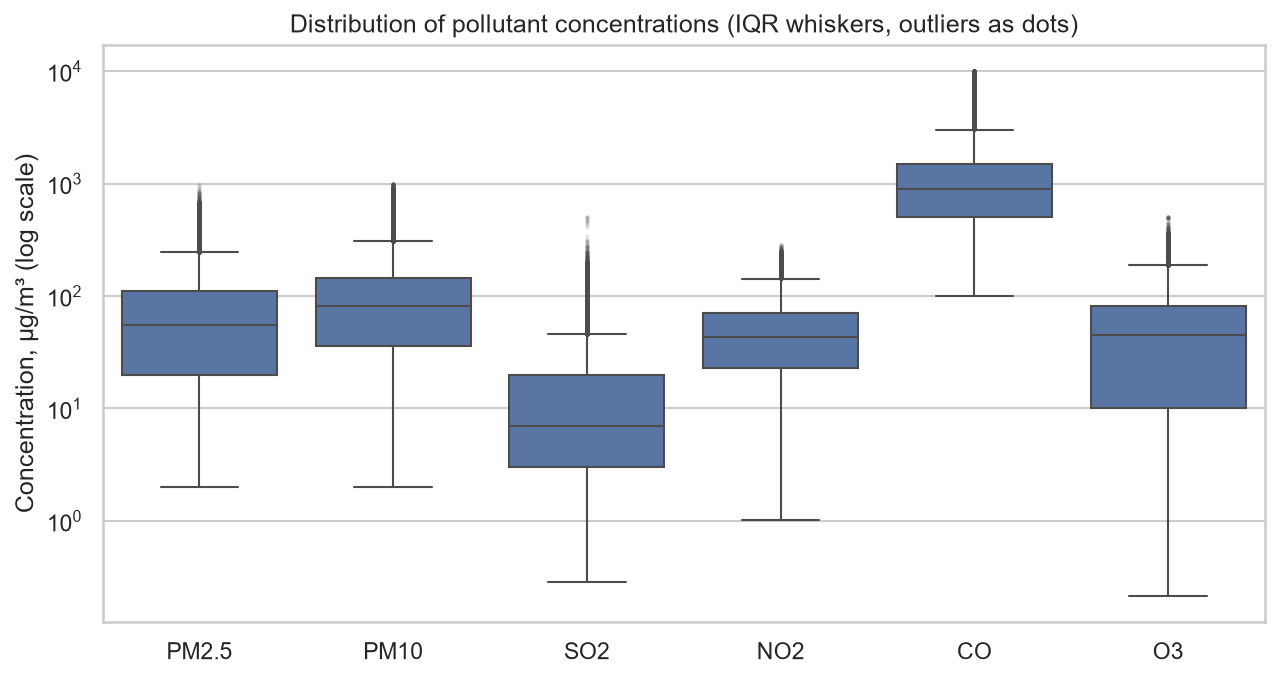 Distribution of pollutant concentrations (IQR whiskers, outliers as dots)
Concentration, µg/m³ (log scale)
10⁴
10³
10²
10¹
10⁰
PM2.5 PM10 SO2 NO2 CO O3